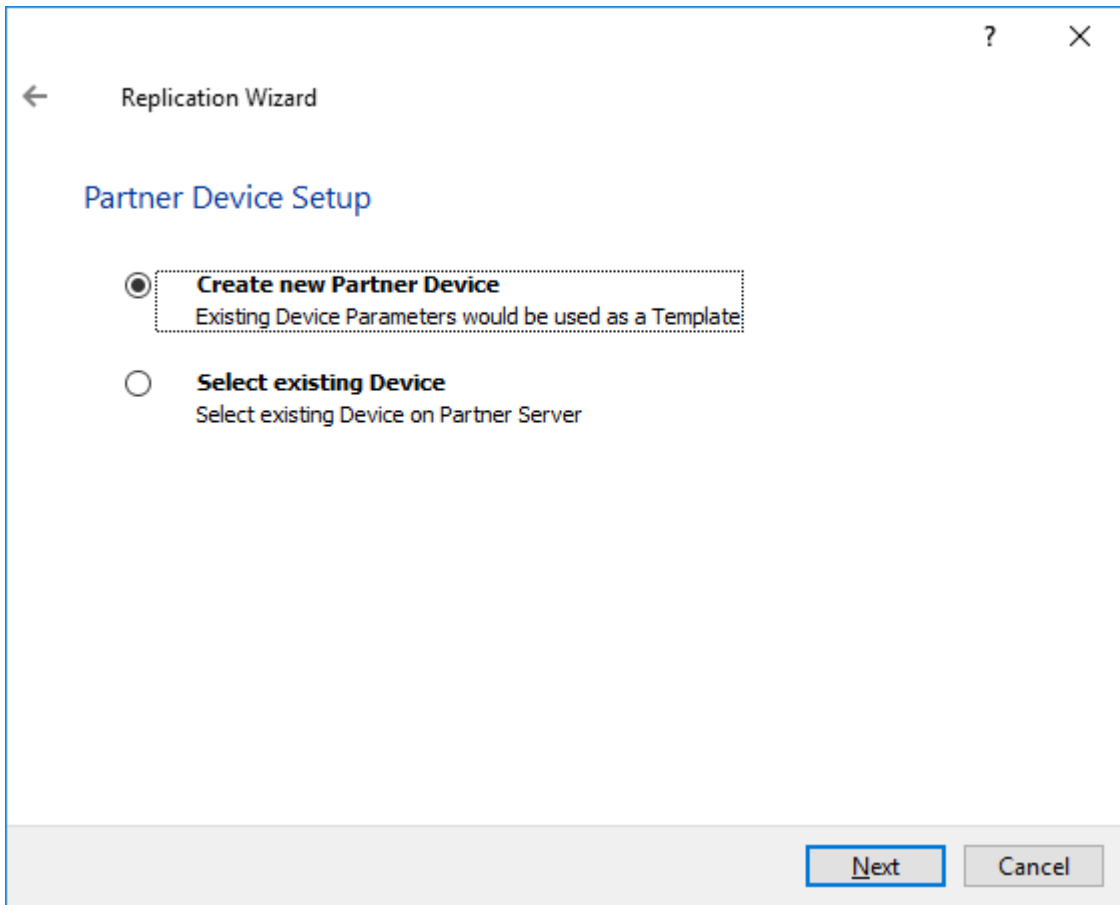 ?
Replication Wizard
Partner Device Setup
Create new Partner Device
Existing Device Parameters would be used as a Template
Select existing Device
Select existing Device on Partner Server
Next
Cancel